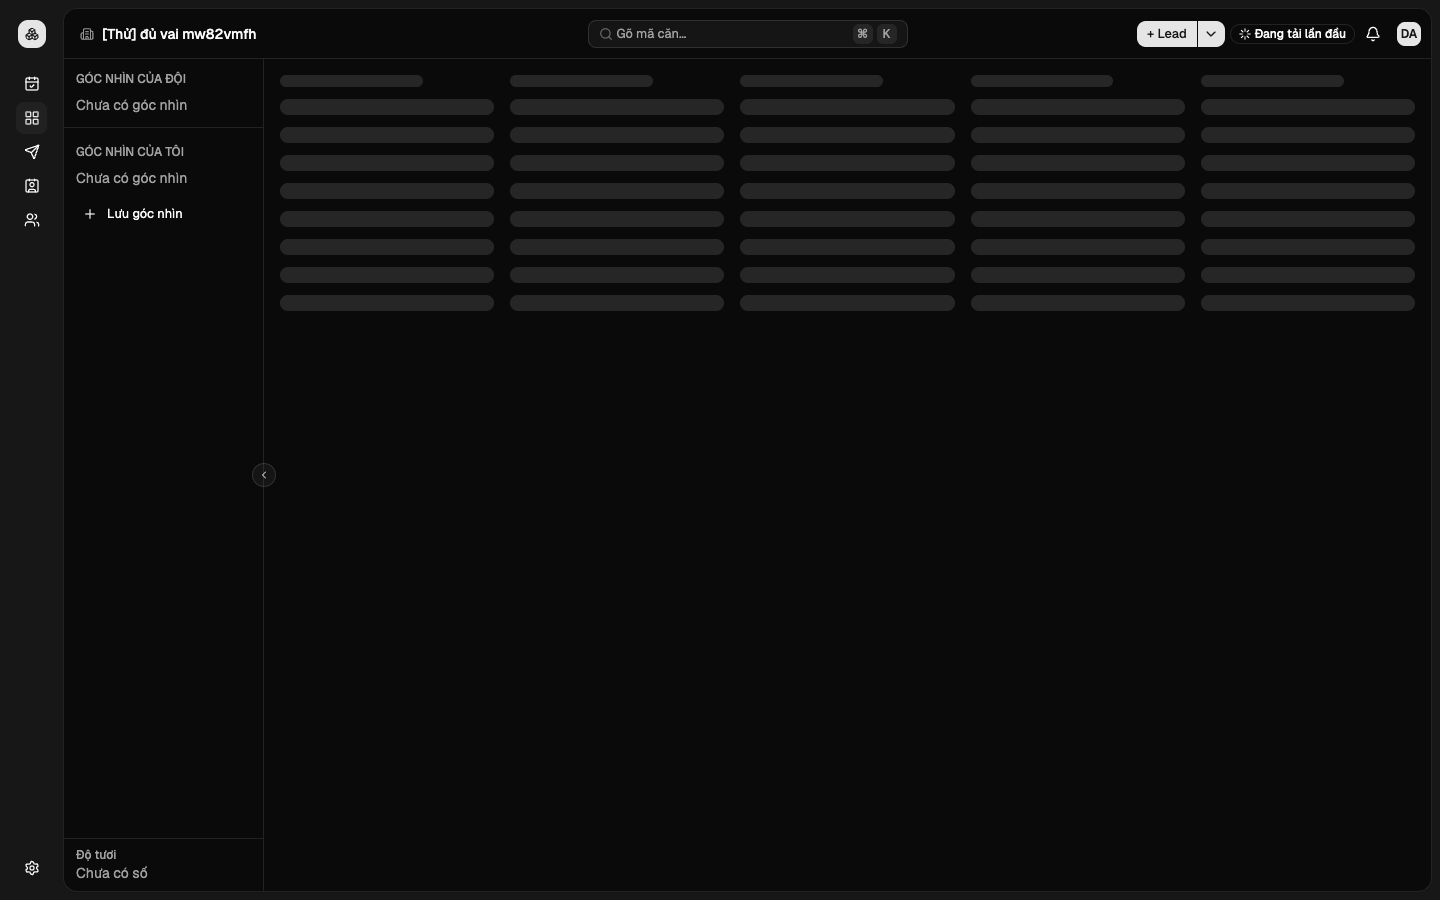 [Thử] đủ vai mw82vmfh
Gõ mã căn...
⌘ K
+ Lead
Đang tải lần đầu
DA
GÓC NHÌN CỦA ĐỘI
Chưa có góc nhìn
GÓC NHÌN CỦA TÔI
Chưa có góc nhìn
Lưu góc nhìn
Độ tươi
Chưa có số